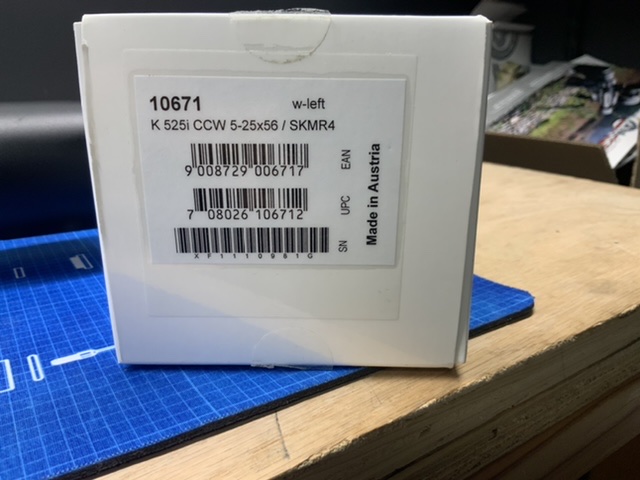 10671 w-left
K 525i CCW 5-25x56 / SKMR4
9 008729 006717 EAN
7 08026 106712 UPC
XF1110981G SN
Made in Austria